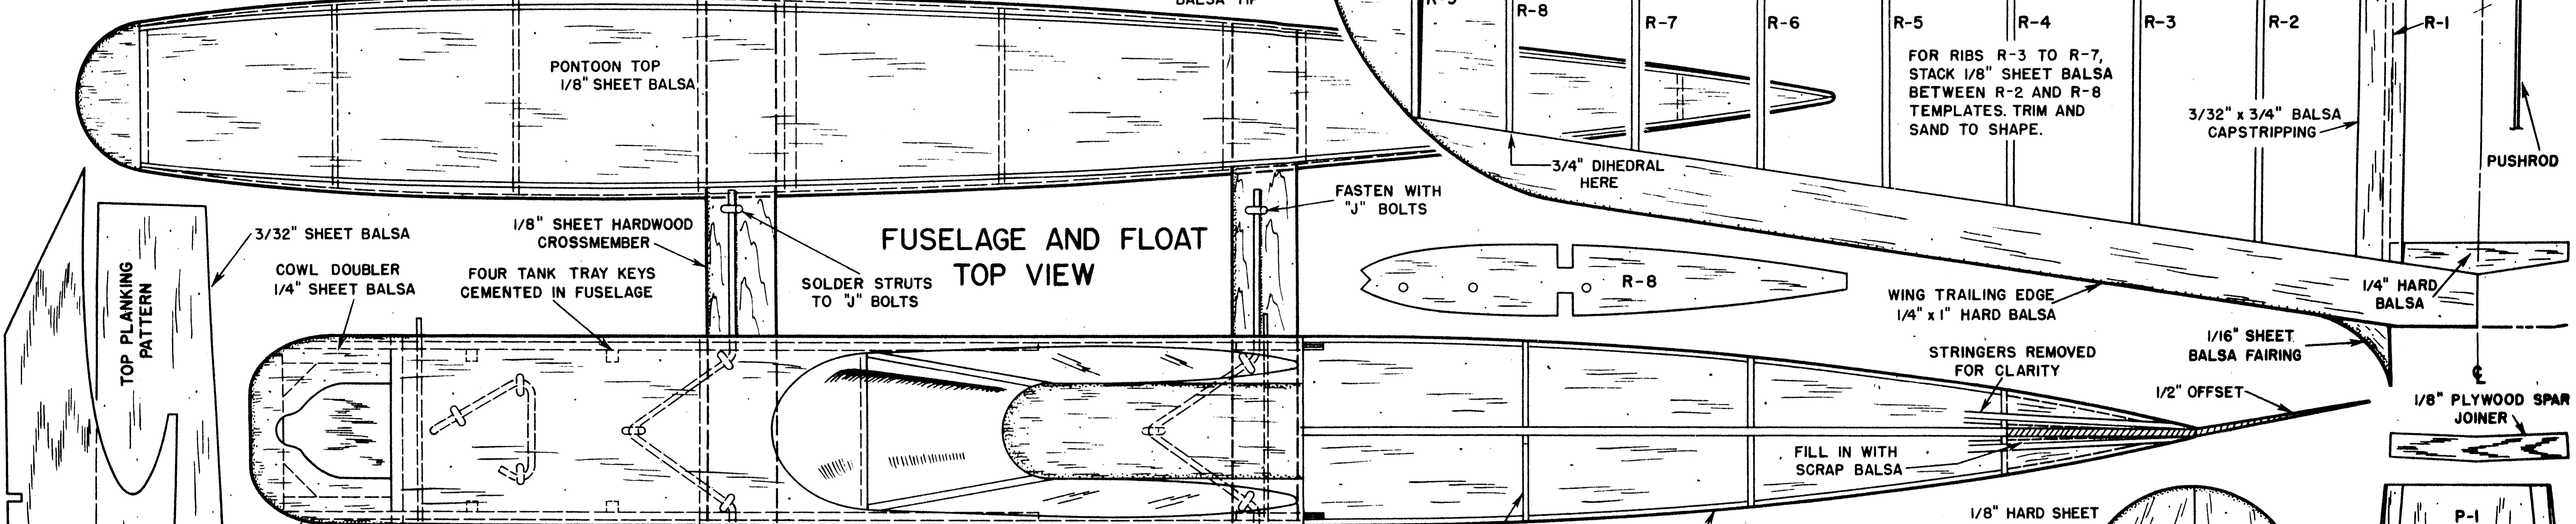 BALSA TIP
R-9
R-8
R-7
R-6
R-5
R-4
R-3
R-2
R-1
PONTOON TOP
1/8" SHEET BALSA
FOR RIBS R-3 TO R-7,
STACK 1/8" SHEET BALSA
BETWEEN R-2 AND R-8
TEMPLATES. TRIM AND
SAND TO SHAPE.
3/32" x 3/4" BALSA
CAPSTRIPPING
PUSHROD
3/4" DIHEDRAL
HERE
FASTEN WITH
"J" BOLTS
1/8" SHEET HARDWOOD
CROSSMEMBER
3/32" SHEET BALSA
TOP PLANKING
PATTERN
COWL DOUBLER
1/4" SHEET BALSA
FOUR TANK TRAY KEYS
CEMENTED IN FUSELAGE
SOLDER STRUTS
TO "J" BOLTS
FUSELAGE AND FLOAT
TOP VIEW
R-8
WING TRAILING EDGE
1/4" x 1" HARD BALSA
1/4" HARD
BALSA
1/16" SHEET
BALSA FAIRING
STRINGERS REMOVED
FOR CLARITY
1/2" OFFSET
℄
1/8" PLYWOOD SPAR
JOINER
FILL IN WITH
SCRAP BALSA
1/8" HARD SHEET
P-1